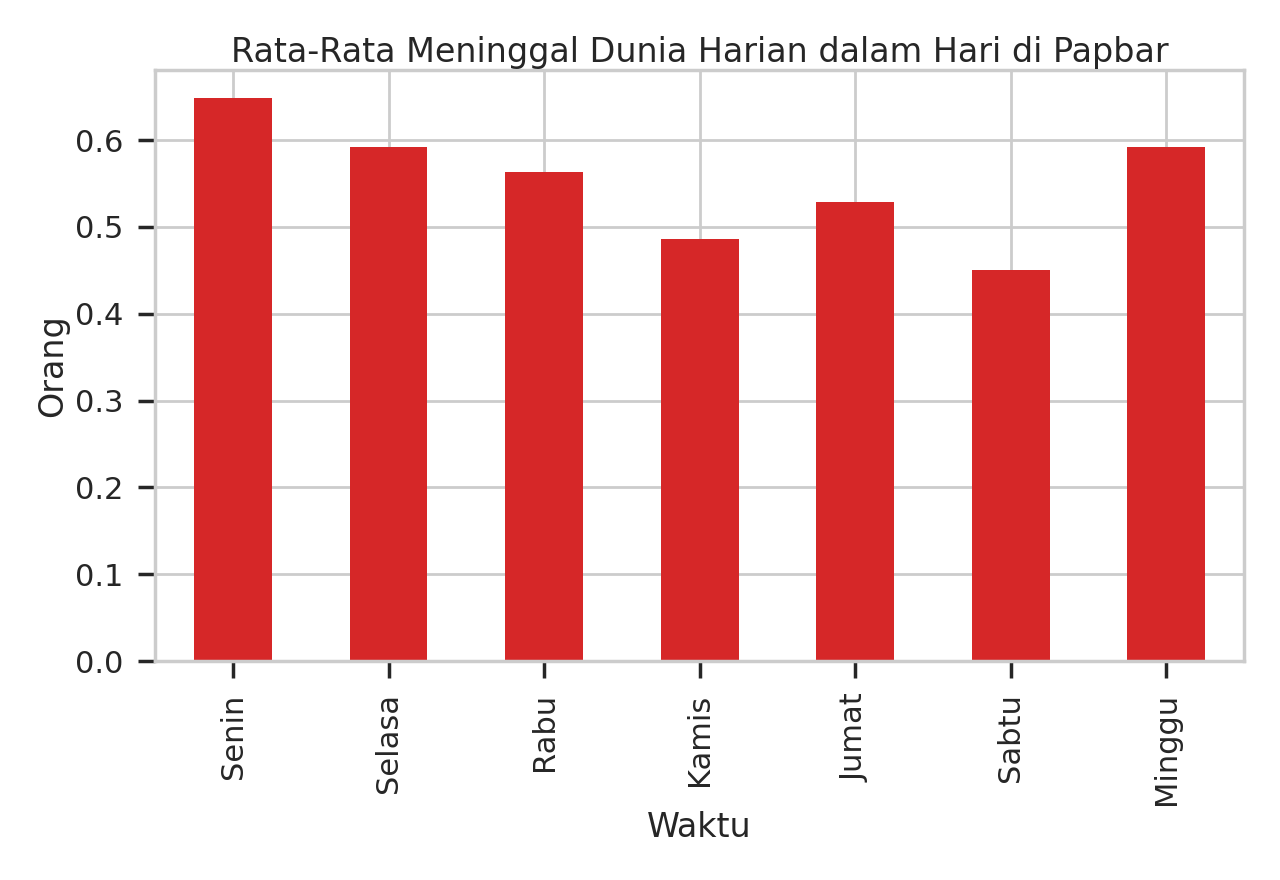 Rata-Rata Meninggal Dunia Harian dalam Hari di Papbar
Orang
0.6
0.5
0.4
0.3
0.2
0.1
0.0
Senin
Selasa
Rabu
Kamis
Jumat
Sabtu
Minggu
Waktu